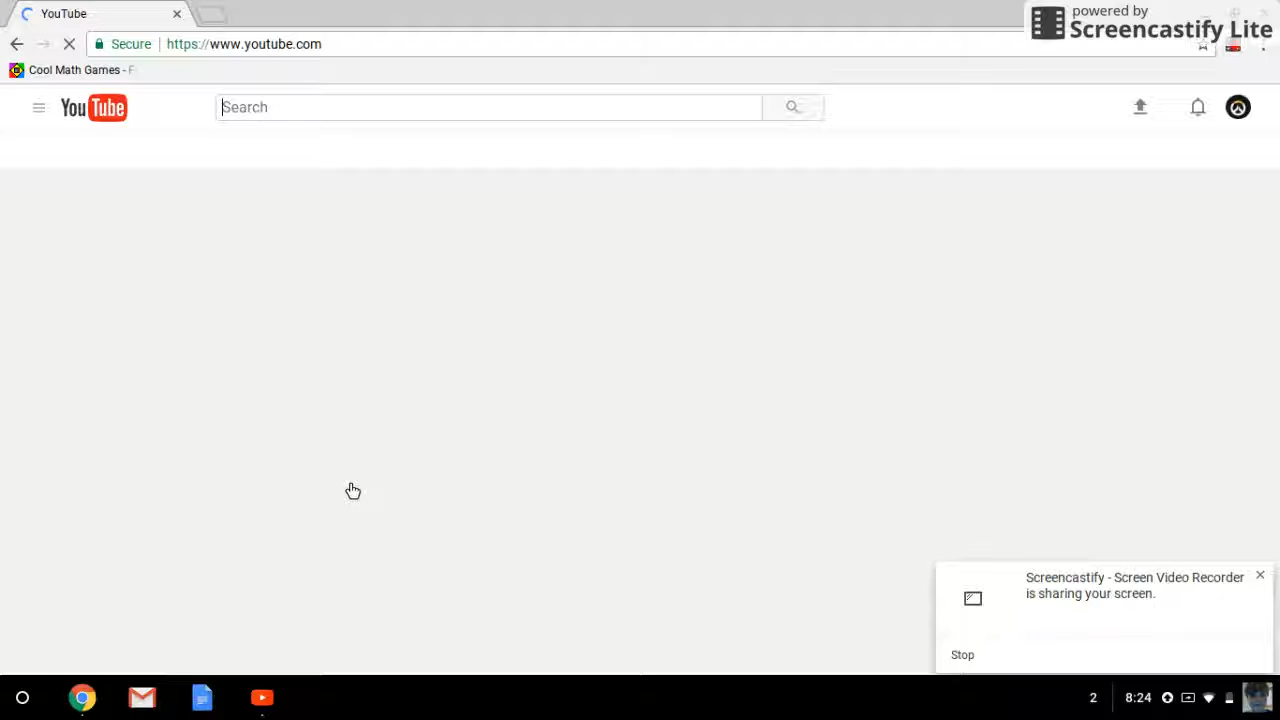 YouTube
powered by
Screencastify Lite
Secure
https://www.youtube.com
Cool Math Games - F
YouTube
Search
Screencastify - Screen Video Recorder
is sharing your screen.
Stop
2
8:24